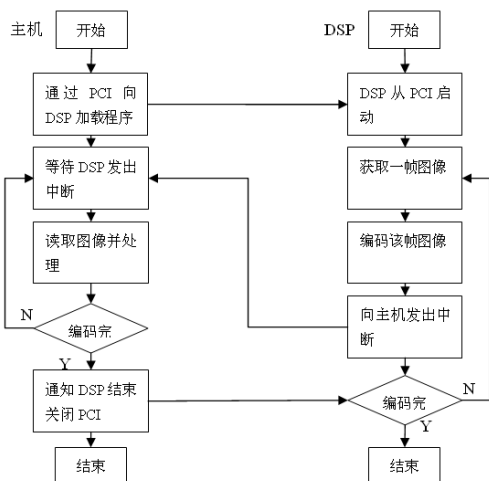 主机
开始
通过 PCI 向
DSP 加载程序
等待 DSP 发出
中断
读取图像并处
理
N
编码完
Y
通知 DSP 结束
关闭 PCI
结束
DSP
开始
DSP 从 PCI 启
动
获取一帧图像
编码该帧图像
向主机发出中
断
编码完
N
Y
结束